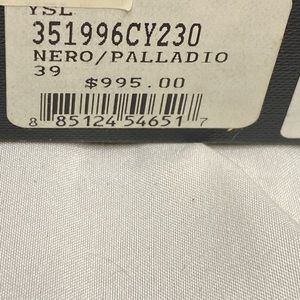 YSL
351996CY230
NERO/PALLADIO
39
$995.00
8 85124 54651 7